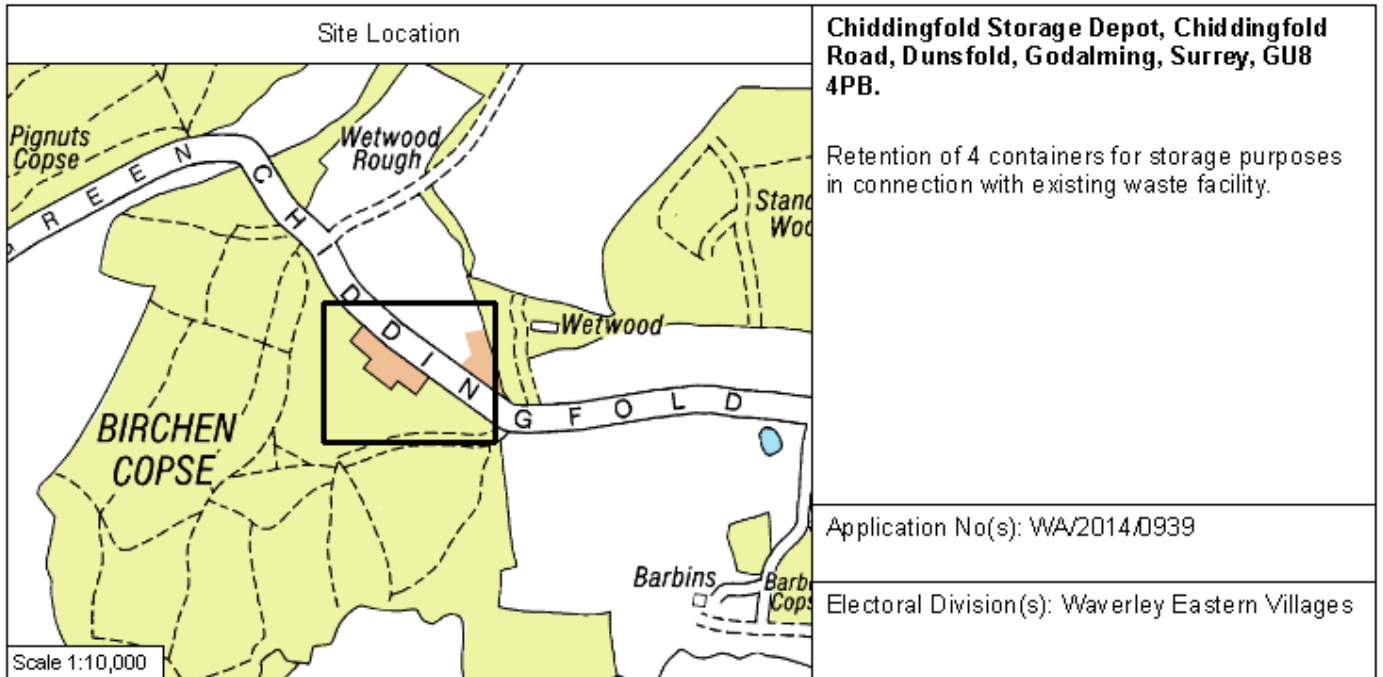 Site Location
Chiddingfold Storage Depot, Chiddingfold
Road, Dunsfold, Godalming, Surrey, GU8
4PB.
Retention of 4 containers for storage purposes
in connection with existing waste facility.
Pignuts
Copse
Wetwood
Rough
GREEN CHIDDINGFOLD
Wetwood
BIRCHEN
COPSE
Barbins
Scale 1:10,000
Application No(s): WA/2014/0939
Electoral Division(s): Waverley Eastern Villages